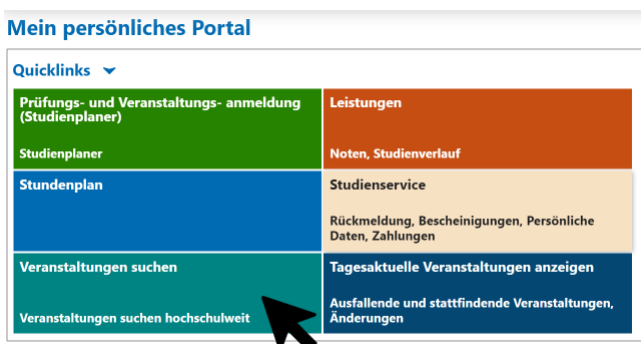 Mein persönliches Portal
Quicklinks
Prüfungs- und Veranstaltungs- anmeldung
(Studienplaner)
Studienplaner
Leistungen
Noten, Studienverlauf
Stundenplan
Studienservice
Rückmeldung, Bescheinigungen, Persönliche
Daten, Zahlungen
Veranstaltungen suchen
Veranstaltungen suchen hochschulweit
Tagesaktuelle Veranstaltungen anzeigen
Ausfallende und stattfindende Veranstaltungen,
Änderungen